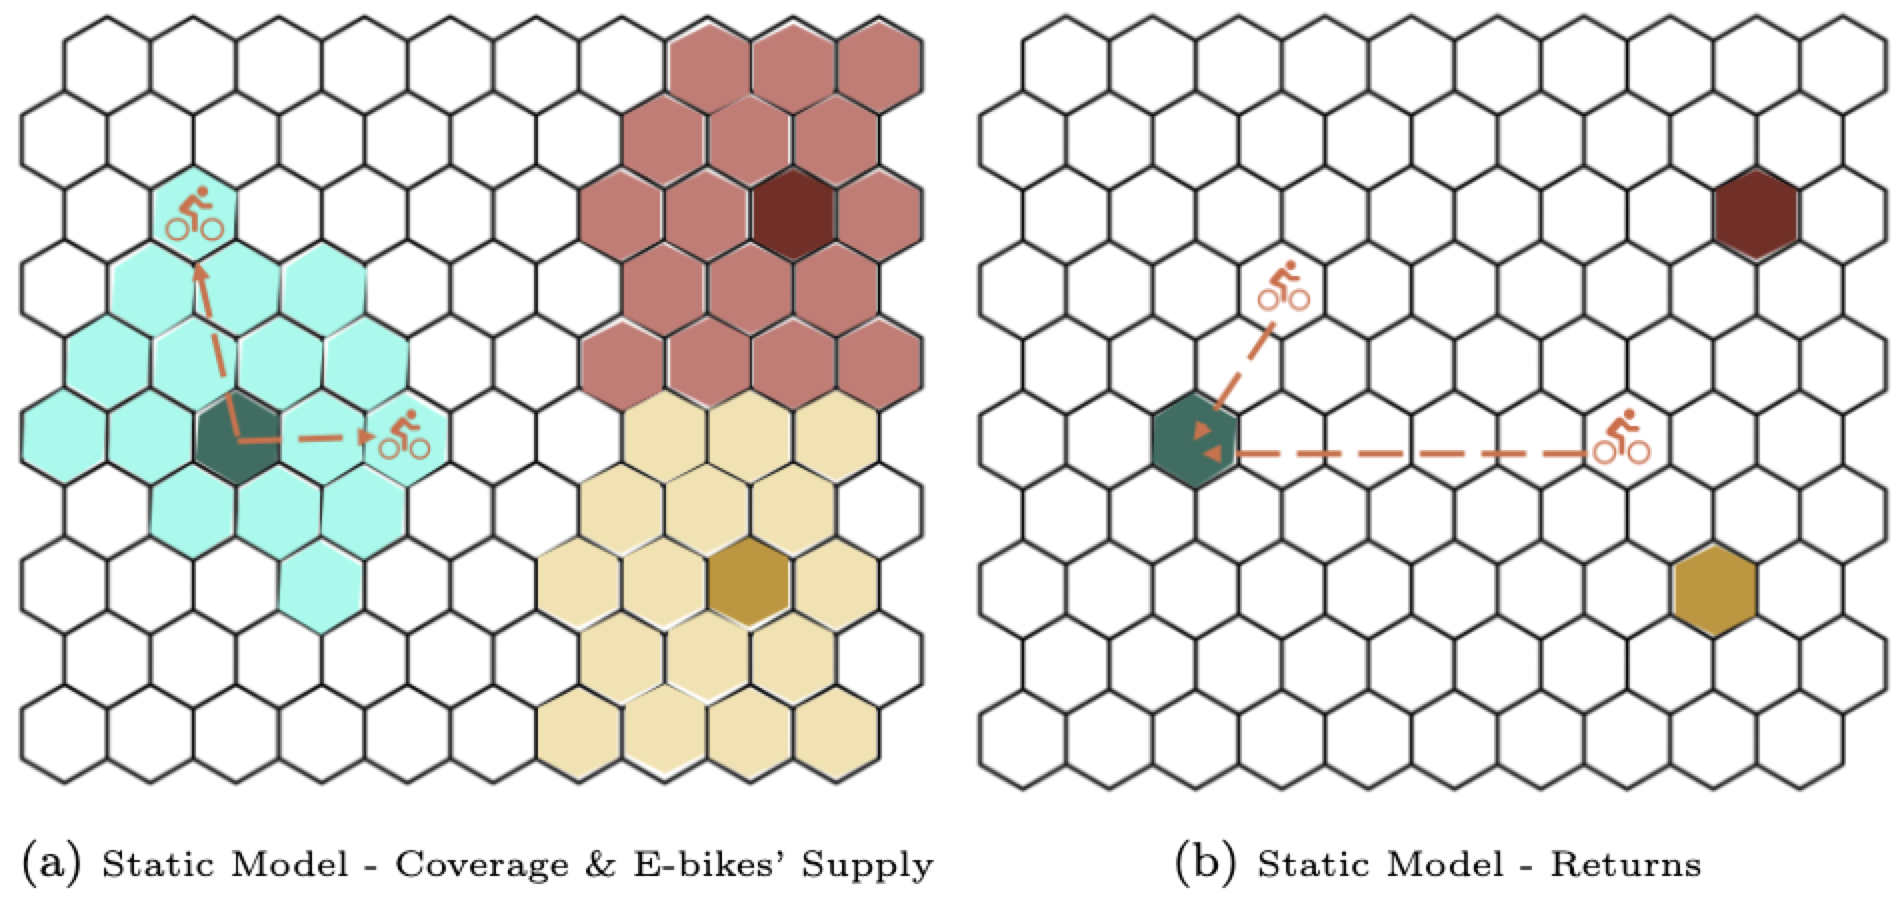 (a) Static Model - Coverage & E-bikes’ Supply
(b) Static Model - Returns